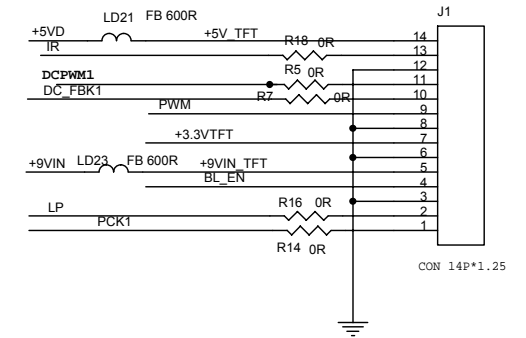 LD21 FB 600R J1
+5VD +5V_TFT 14
IR R18 0R 13
12
DCPWM1 R5 0R 11
DC_FBK1 R7 0R 10
PWM 9
8
+3.3VTFT 7
6
+9VIN LD23 FB 600R +9VIN_TFT 5
BL_EN 4
3
LP R16 0R 2
PCK1 1
R14 0R
CON 14P*1.25